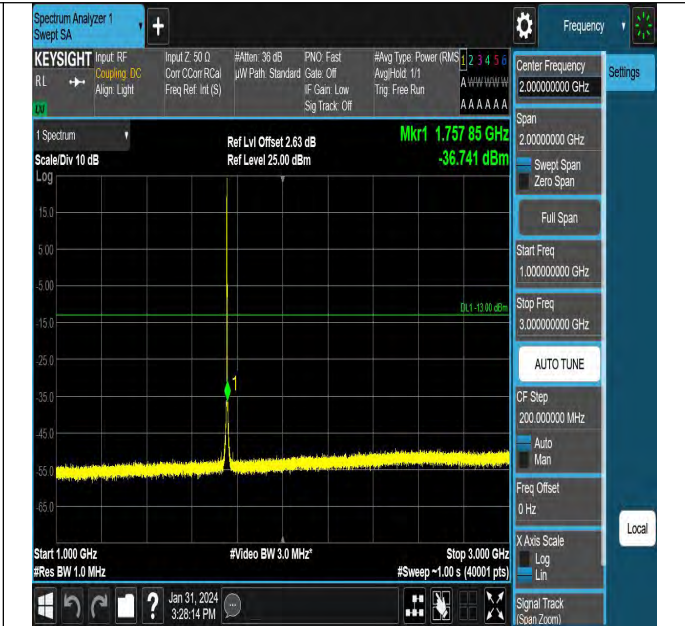 Spectrum Analyzer 1
Swept SA
+
Frequency
KEYSIGHT
RL
LXI
Input: RF
Coupling: DC
Align: Light
Input Z: 50 Ω
Corr CCorr RCal
Freq Ref: Int (S)
#Atten: 36 dB
µW Path: Standard
PNO: Fast
Gate: Off
IF Gain: Low
Sig Track: Off
#Avg Type: Power (RMS
Avg|Hold: 1/1
Trig: Free Run
1 2 3 4 5 6
A W W W W W
A A A A A A
1 Spectrum
Scale/Div 10 dB
Log
Ref Lvl Offset 2.63 dB
Ref Level 25.00 dBm
Mkr1 1.757 85 GHz
-36.741 dBm
15.0
5.00
-5.00
-15.0
-25.0
-35.0
-45.0
-55.0
-65.0
DL1 -13.00 dBm
1
Start 1.000 GHz
#Res BW 1.0 MHz
#Video BW 3.0 MHz*
Stop 3.000 GHz
#Sweep ~1.00 s (40001 pts)
?
Jan 31, 2024
3:28:14 PM
Center Frequency
2.000000000 GHz
Settings
Span
2.00000000 GHz
Swept Span
Zero Span
Full Span
Start Freq
1.000000000 GHz
Stop Freq
3.000000000 GHz
AUTO TUNE
CF Step
200.000000 MHz
Auto
Man
Freq Offset
0 Hz
X Axis Scale
Log
Lin
Local
Signal Track
(Span Zoom)